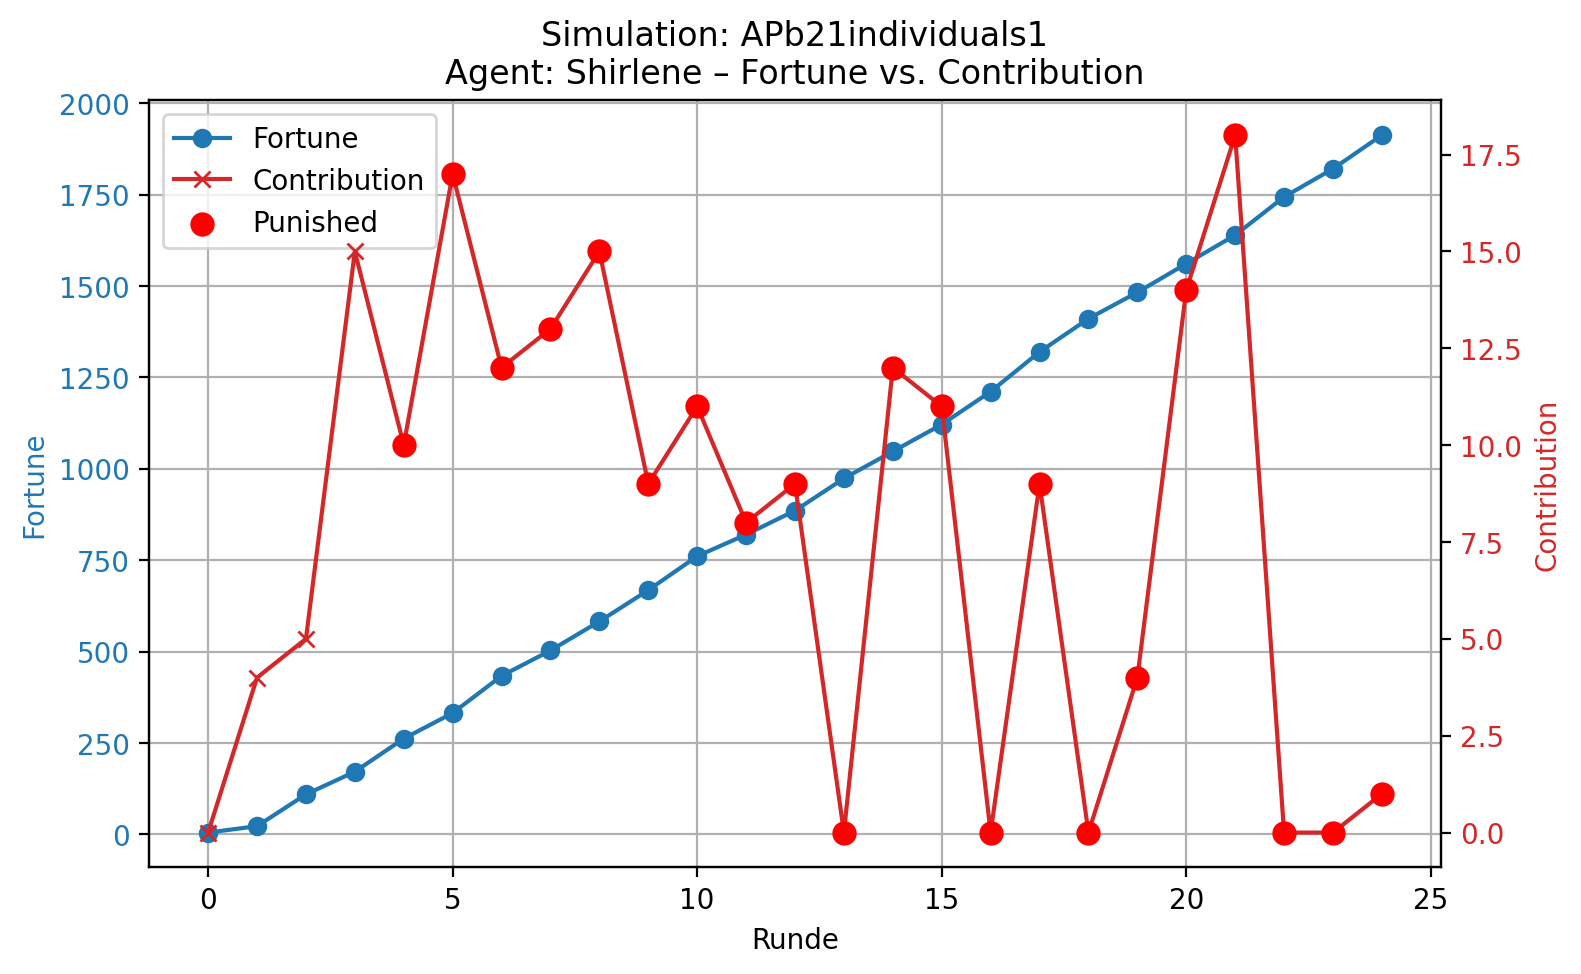 Simulation: APb21individuals1
Agent: Shirlene – Fortune vs. Contribution
Fortune
Contribution
Punished
2000
1750
1500
1250
1000
750
500
250
0
Fortune
17.5
15.0
12.5
10.0
7.5
5.0
2.5
0.0
Contribution
0 5 10 15 20 25
Runde